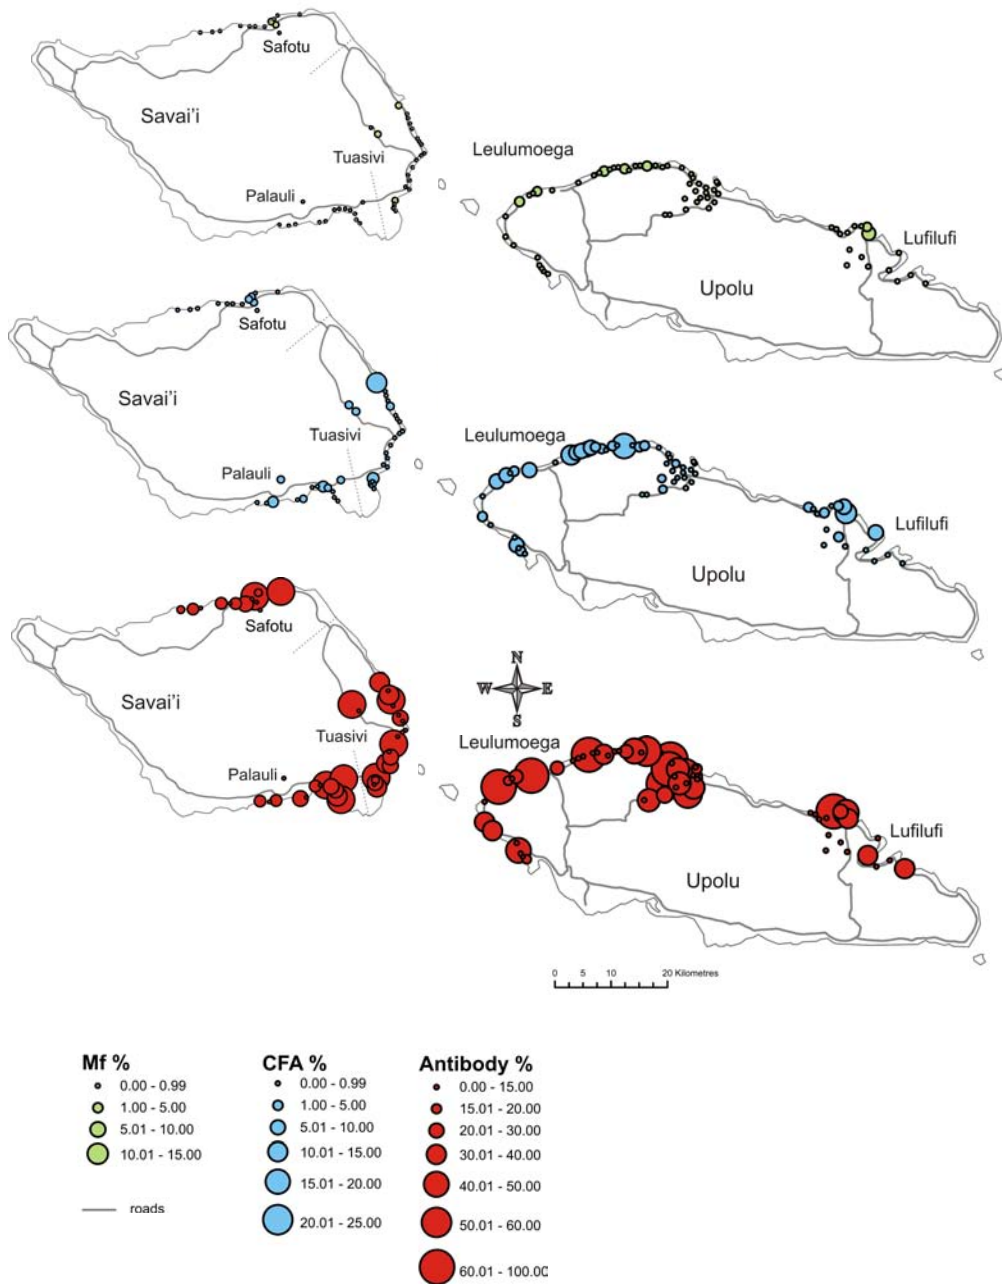 Safotu
Savai'i
Tuasivi
Palauli
Leulumoega
Lufilufi
Upolu
Safotu
Savai'i
Tuasivi
Palauli
Leulumoega
Lufilufi
Upolu
Safotu
Savai'i
Tuasivi
Palauli
N
W E
S
Leulumoega
Lufilufi
Upolu
0 5 10 20 Kilometres
Mf %
0.00 - 0.99
1.00 - 5.00
5.01 - 10.00
10.01 - 15.00
roads
CFA %
0.00 - 0.99
1.00 - 5.00
5.01 - 10.00
10.01 - 15.00
15.01 - 20.00
20.01 - 25.00
Antibody %
0.00 - 15.00
15.01 - 20.00
20.01 - 30.00
30.01 - 40.00
40.01 - 50.00
50.01 - 60.00
60.01 - 100.00